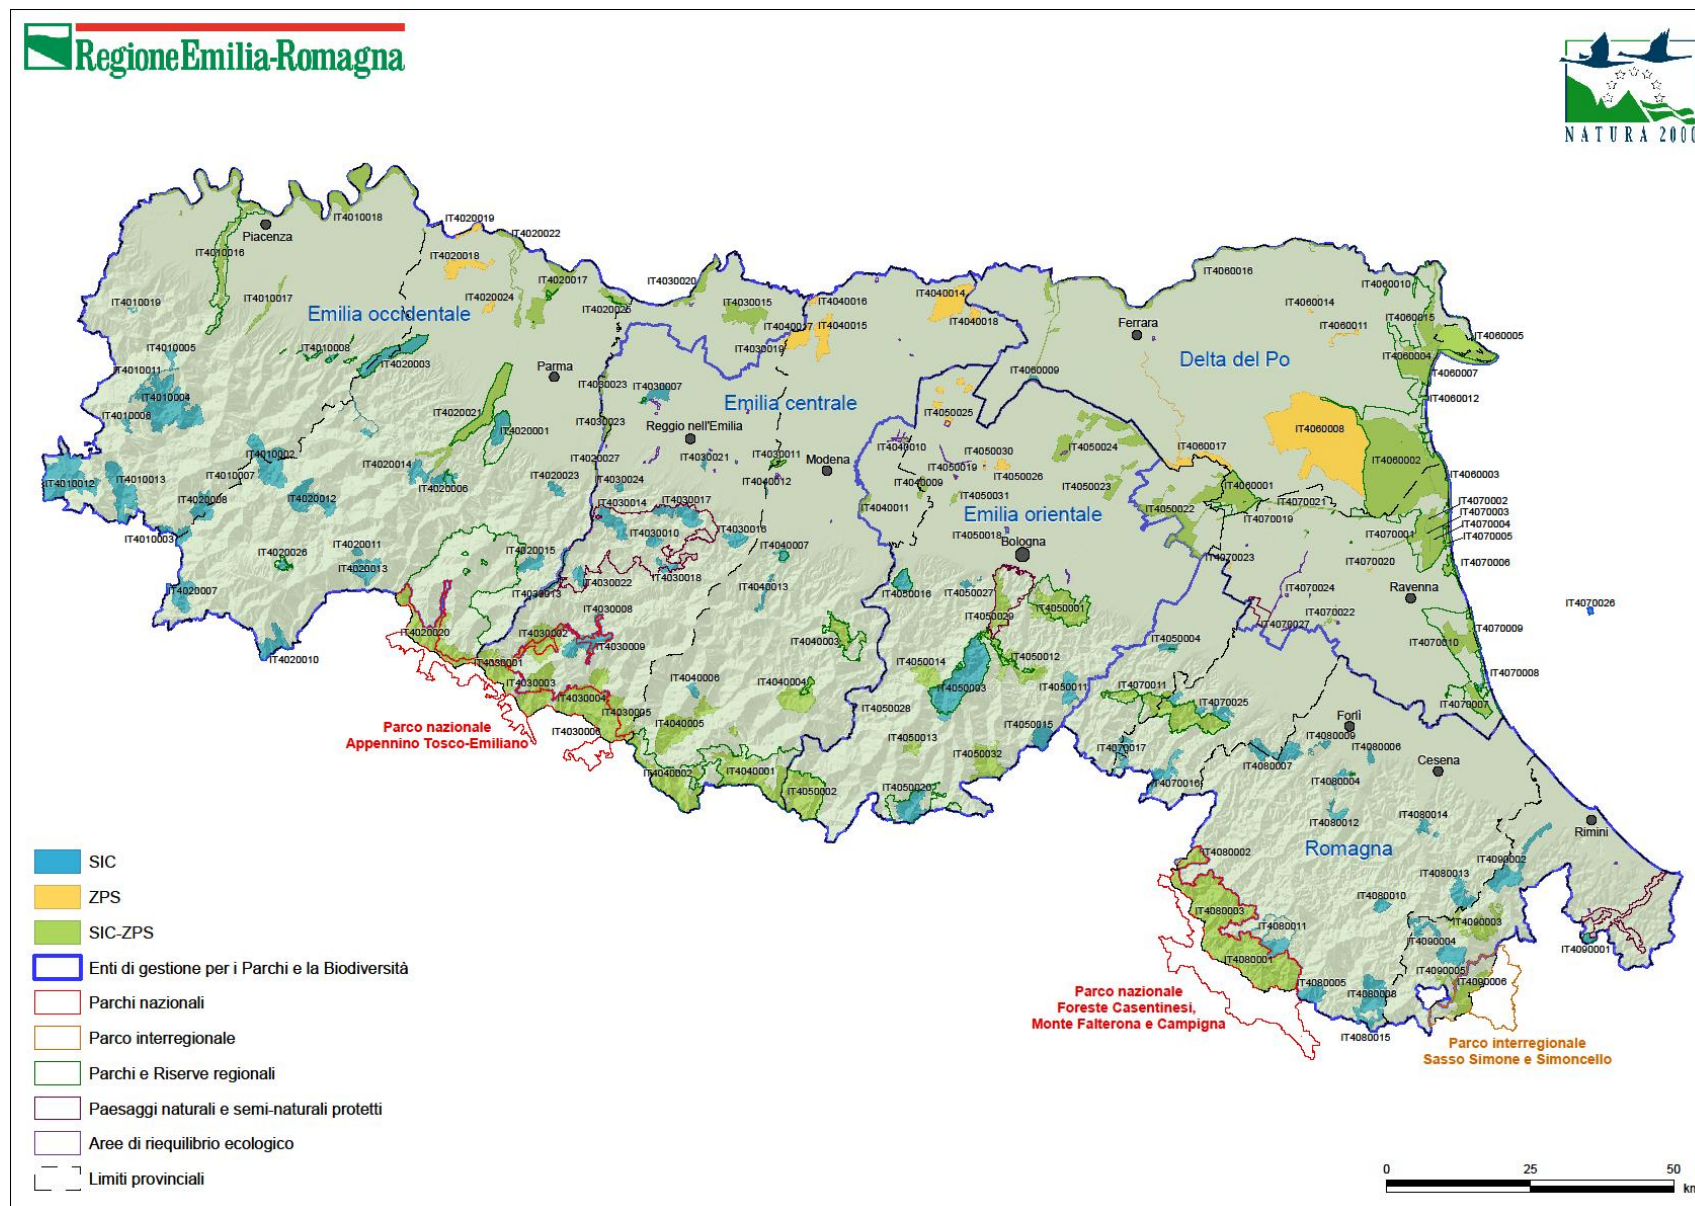 RegioneEmilia-Romagna
NATURA 2000
IT4010018
Piacenza
IT4010016
IT4020019
IT4020022
IT4020018
IT4020017
IT4020024
IT4020025
IT4010019
IT4010017
Emilia occidentale
IT4030020
IT4030015
IT4040016
IT4040015
IT4040017
IT4030019
IT4040014
IT4040018
IT4060016
IT4060010
IT4060014
IT4060015
IT4060011
IT4060005
Ferrara
Delta del Po
IT4060004
IT4060007
IT4060012
IT4060009
IT4010005
IT4010008
IT4020003
IT4010011
IT4010004
IT4010006
Parma
IT4030023
IT4030007
Emilia centrale
IT4050025
IT4020021
IT4020001
IT4030023
Reggio nell'Emilia
IT4040010
IT4050024
IT4060017
IT4060008
IT4060002
IT4060003
IT4010002
IT4010007
IT4020014
IT4020027
IT4030021
IT4030011
Modena
IT4050030
IT4050019
IT4050026
IT4010012
IT4010013
IT4020008
IT4020012
IT4020006
IT4020023
IT4030024
IT4040012
IT4040009
IT4050023
IT4060001
IT4050031
IT4070021
IT4070002
IT4070003
IT4070004
IT4070005
IT4030014
IT4030017
IT4040011
Emilia orientale
IT4050022
IT4070019
IT4070001
IT4010003
IT4030010
IT4030016
IT4050018
Bologna
IT4020026
IT4020011
IT4020013
IT4020015
IT4040007
IT4070023
IT4070020
IT4070006
IT4020007
IT4030022
IT4030018
IT4030013
IT4040013
IT4050016
IT4050027
IT4070024
Ravenna
IT4070026
IT4030008
IT4050001
IT4050029
IT4070022
IT4070027
IT4020020
IT4030002
IT4030009
IT4040003
IT4050004
IT4070009
IT4070010
IT4020010
IT4030001
IT4050014
IT4050012
IT4030003
IT4040006
IT4040004
IT4050003
IT4050011
IT4070011
IT4070008
IT4030004
IT4030005
IT4050028
IT4070025
IT4070007
Parco nazionale
Appennino Tosco-Emiliano
IT4030006
IT4040005
IT4050013
IT4050015
Forlì
IT4080009
IT4070017
IT4050032
IT4080007
IT4080006
Cesena
IT4040002
IT4040001
IT4050002
IT4050020
IT4070016
IT4080004
IT4080012
IT4080014
Rimini
Romagna
IT4080002
IT4090002
IT4080013
IT4080010
IT4080003
IT4080011
IT4090003
IT4090004
IT4090001
IT4080001
IT4090005
IT4090006
IT4080005
IT4080008
IT4080015
Parco nazionale
Foreste Casentinesi,
Monte Falterona e Campigna
Parco interregionale
Sasso Simone e Simoncello
SIC
ZPS
SIC-ZPS
Enti di gestione per i Parchi e la Biodiversità
Parchi nazionali
Parco interregionale
Parchi e Riserve regionali
Paesaggi naturali e semi-naturali protetti
Aree di riequilibrio ecologico
Limiti provinciali
0 25 50
km